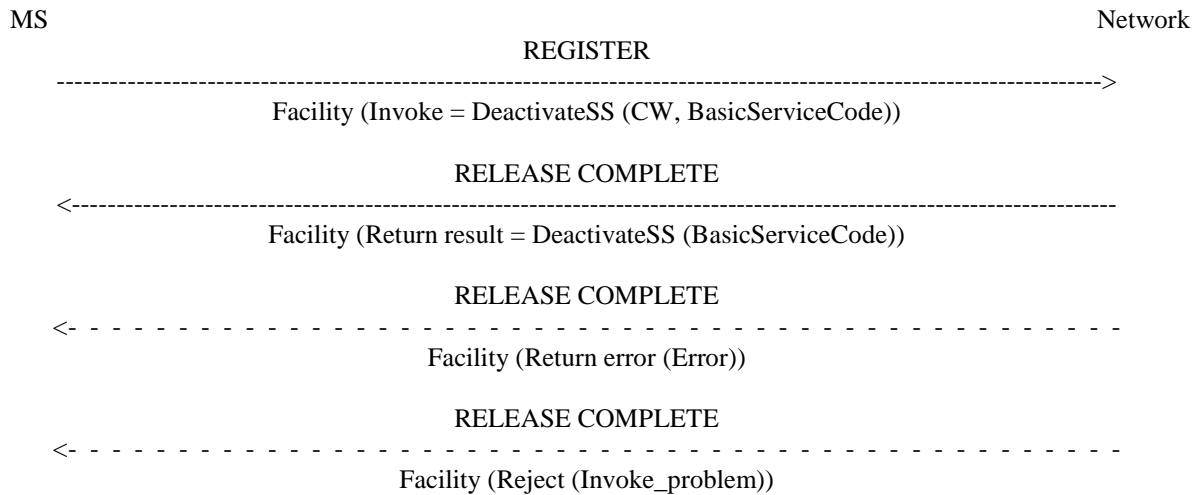 MS Network
REGISTER
Facility (Invoke = DeactivateSS (CW, BasicServiceCode))
RELEASE COMPLETE
Facility (Return result = DeactivateSS (BasicServiceCode))
RELEASE COMPLETE
Facility (Return error (Error))
RELEASE COMPLETE
Facility (Reject (Invoke_problem))